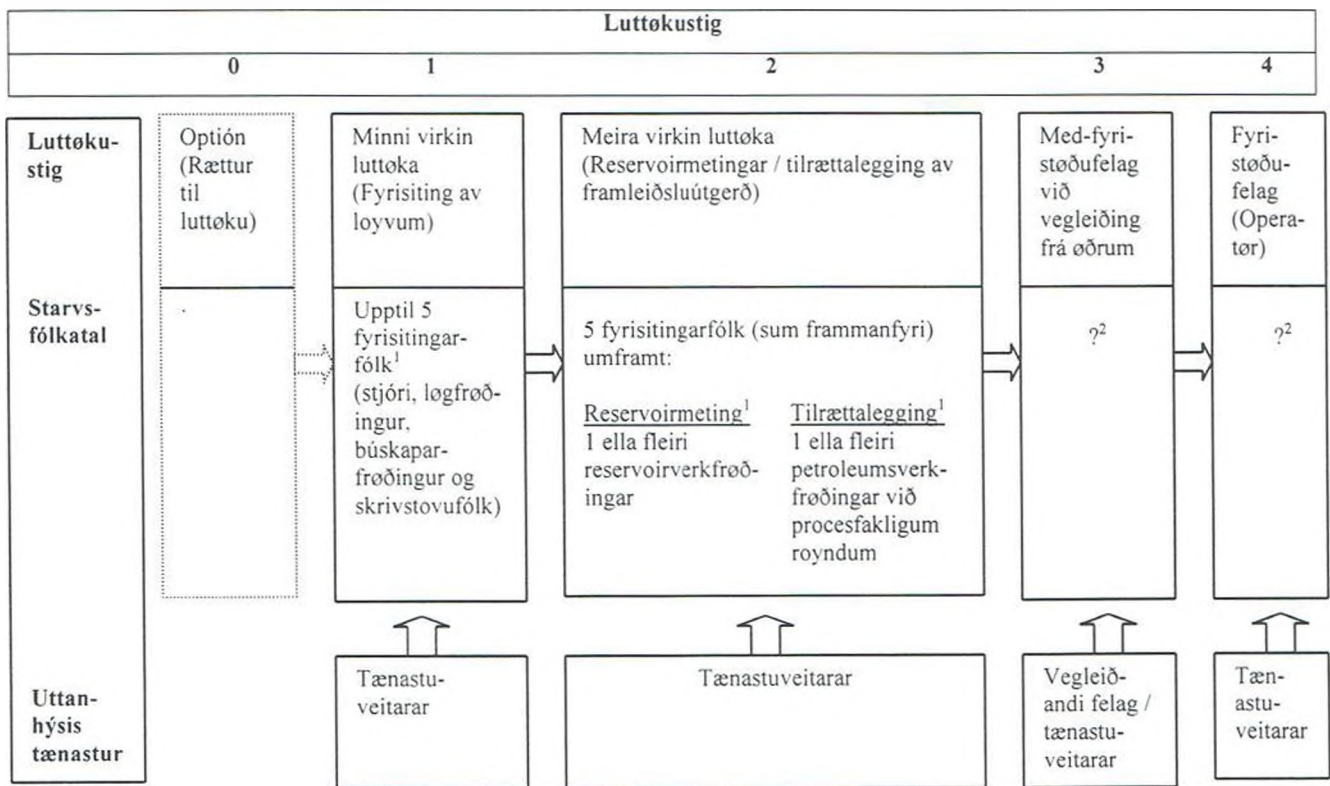 Luttøkustig
0 1 2 3 4
Luttøku-
stig
Optión
(Rættur
til
luttøku)
Minni virkin
luttøka
(Fyrisiting av
loyvum)
Meira virkin luttøka
(Reservoirmetingar / tilrættalegging av
framleiðsluútgerð)
Med-fyri-
støðufelag
við
vegleiðing
frá øðrum
Fyri-
støðu-
felag
(Opera-
tør)
Starvs-
fólkatal
Upptil 5
fyrisitingar-
fólk¹
(stjóri, løgfrøð-
ingur,
búskapar-
frøðingur og
skrivstovufólk)
5 fyrisitingarfólk (sum frammanfyri)
umframt:
Reservoirmeting¹
1 ella fleiri
reservoirverkfrøð-
ingar
Tilrættalegging¹
1 ella fleiri
petroleumsverk-
frøðingar við
procesfakligum
royndum
?²
?²
Uttan-
hýsis
tænastur
Tænastu-
veitarar
Tænastuveitarar
Vegleið-
andi felag /
tænastu-
veitarar
Tæn-
astu-
veitarar